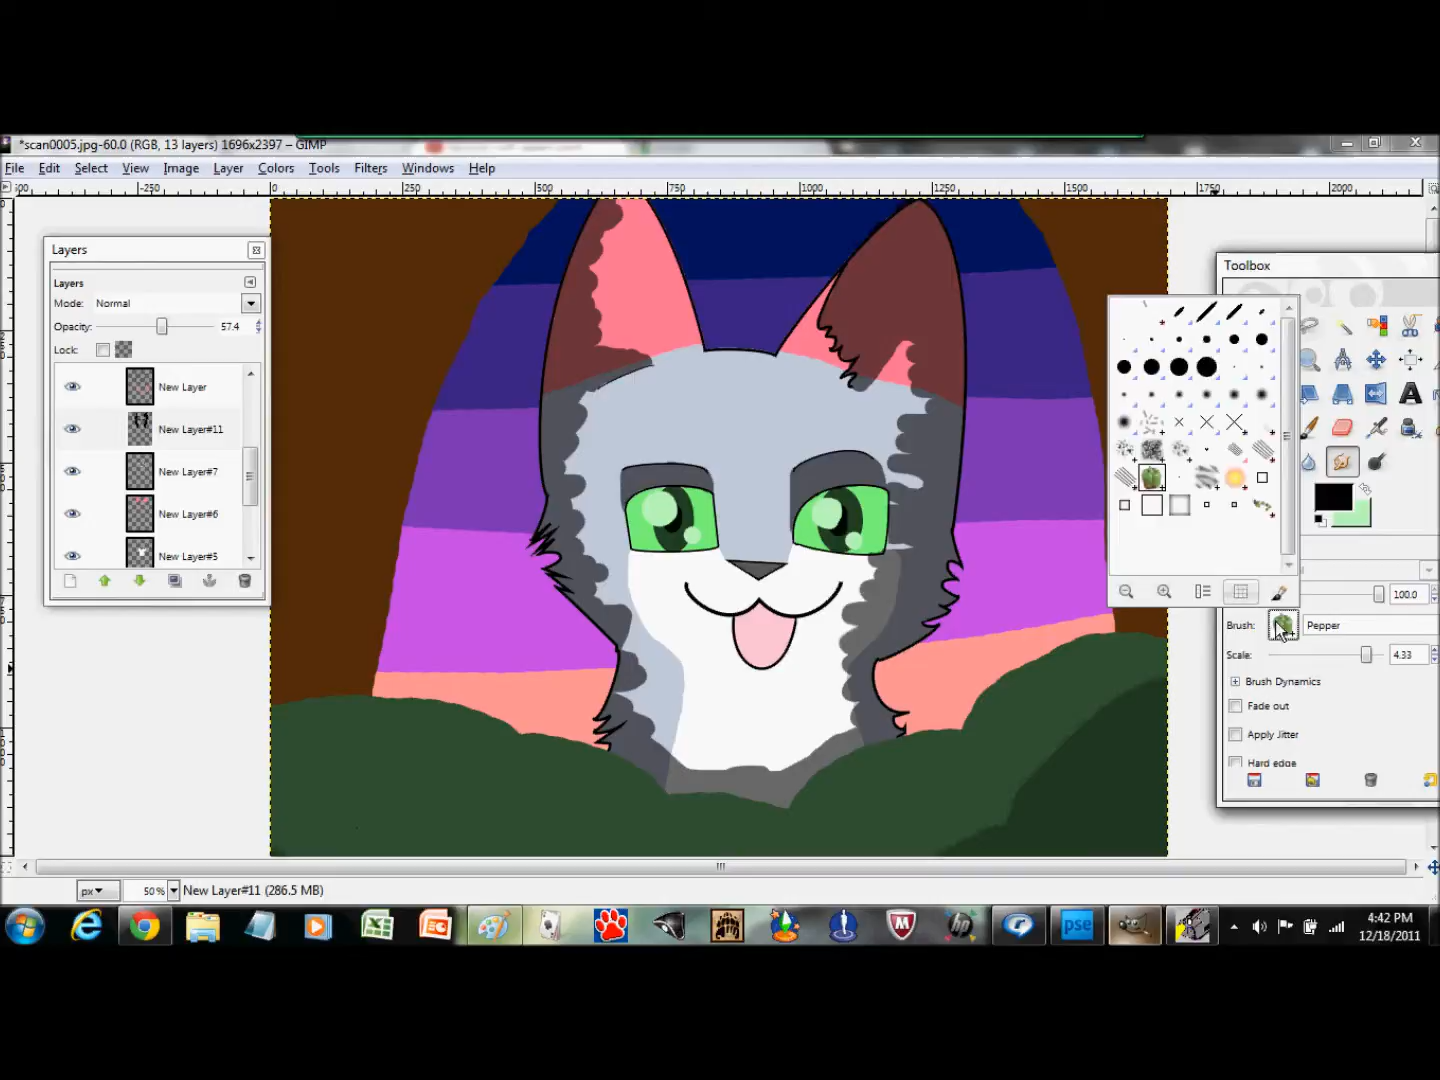 *scan0005.jpg-60.0 (RGB, 13 layers) 1696x2397 – GIMP
File Edit Select View Image Layer Colors Tools Filters Windows Help
-250 0 250 500 750 1000 1250 1500 1750 2000
Layers
Layers
Mode: Normal
Opacity: 57.4
Lock:
New Layer
New Layer#11
New Layer#7
New Layer#6
New Layer#5
Toolbox
100.0
Brush: Pepper
Scale: 4.33
Brush Dynamics
Fade out
Apply Jitter
Hard edge
px 50% New Layer#11 (286.5 MB)
pse
hp
4:42 PM
12/18/2011